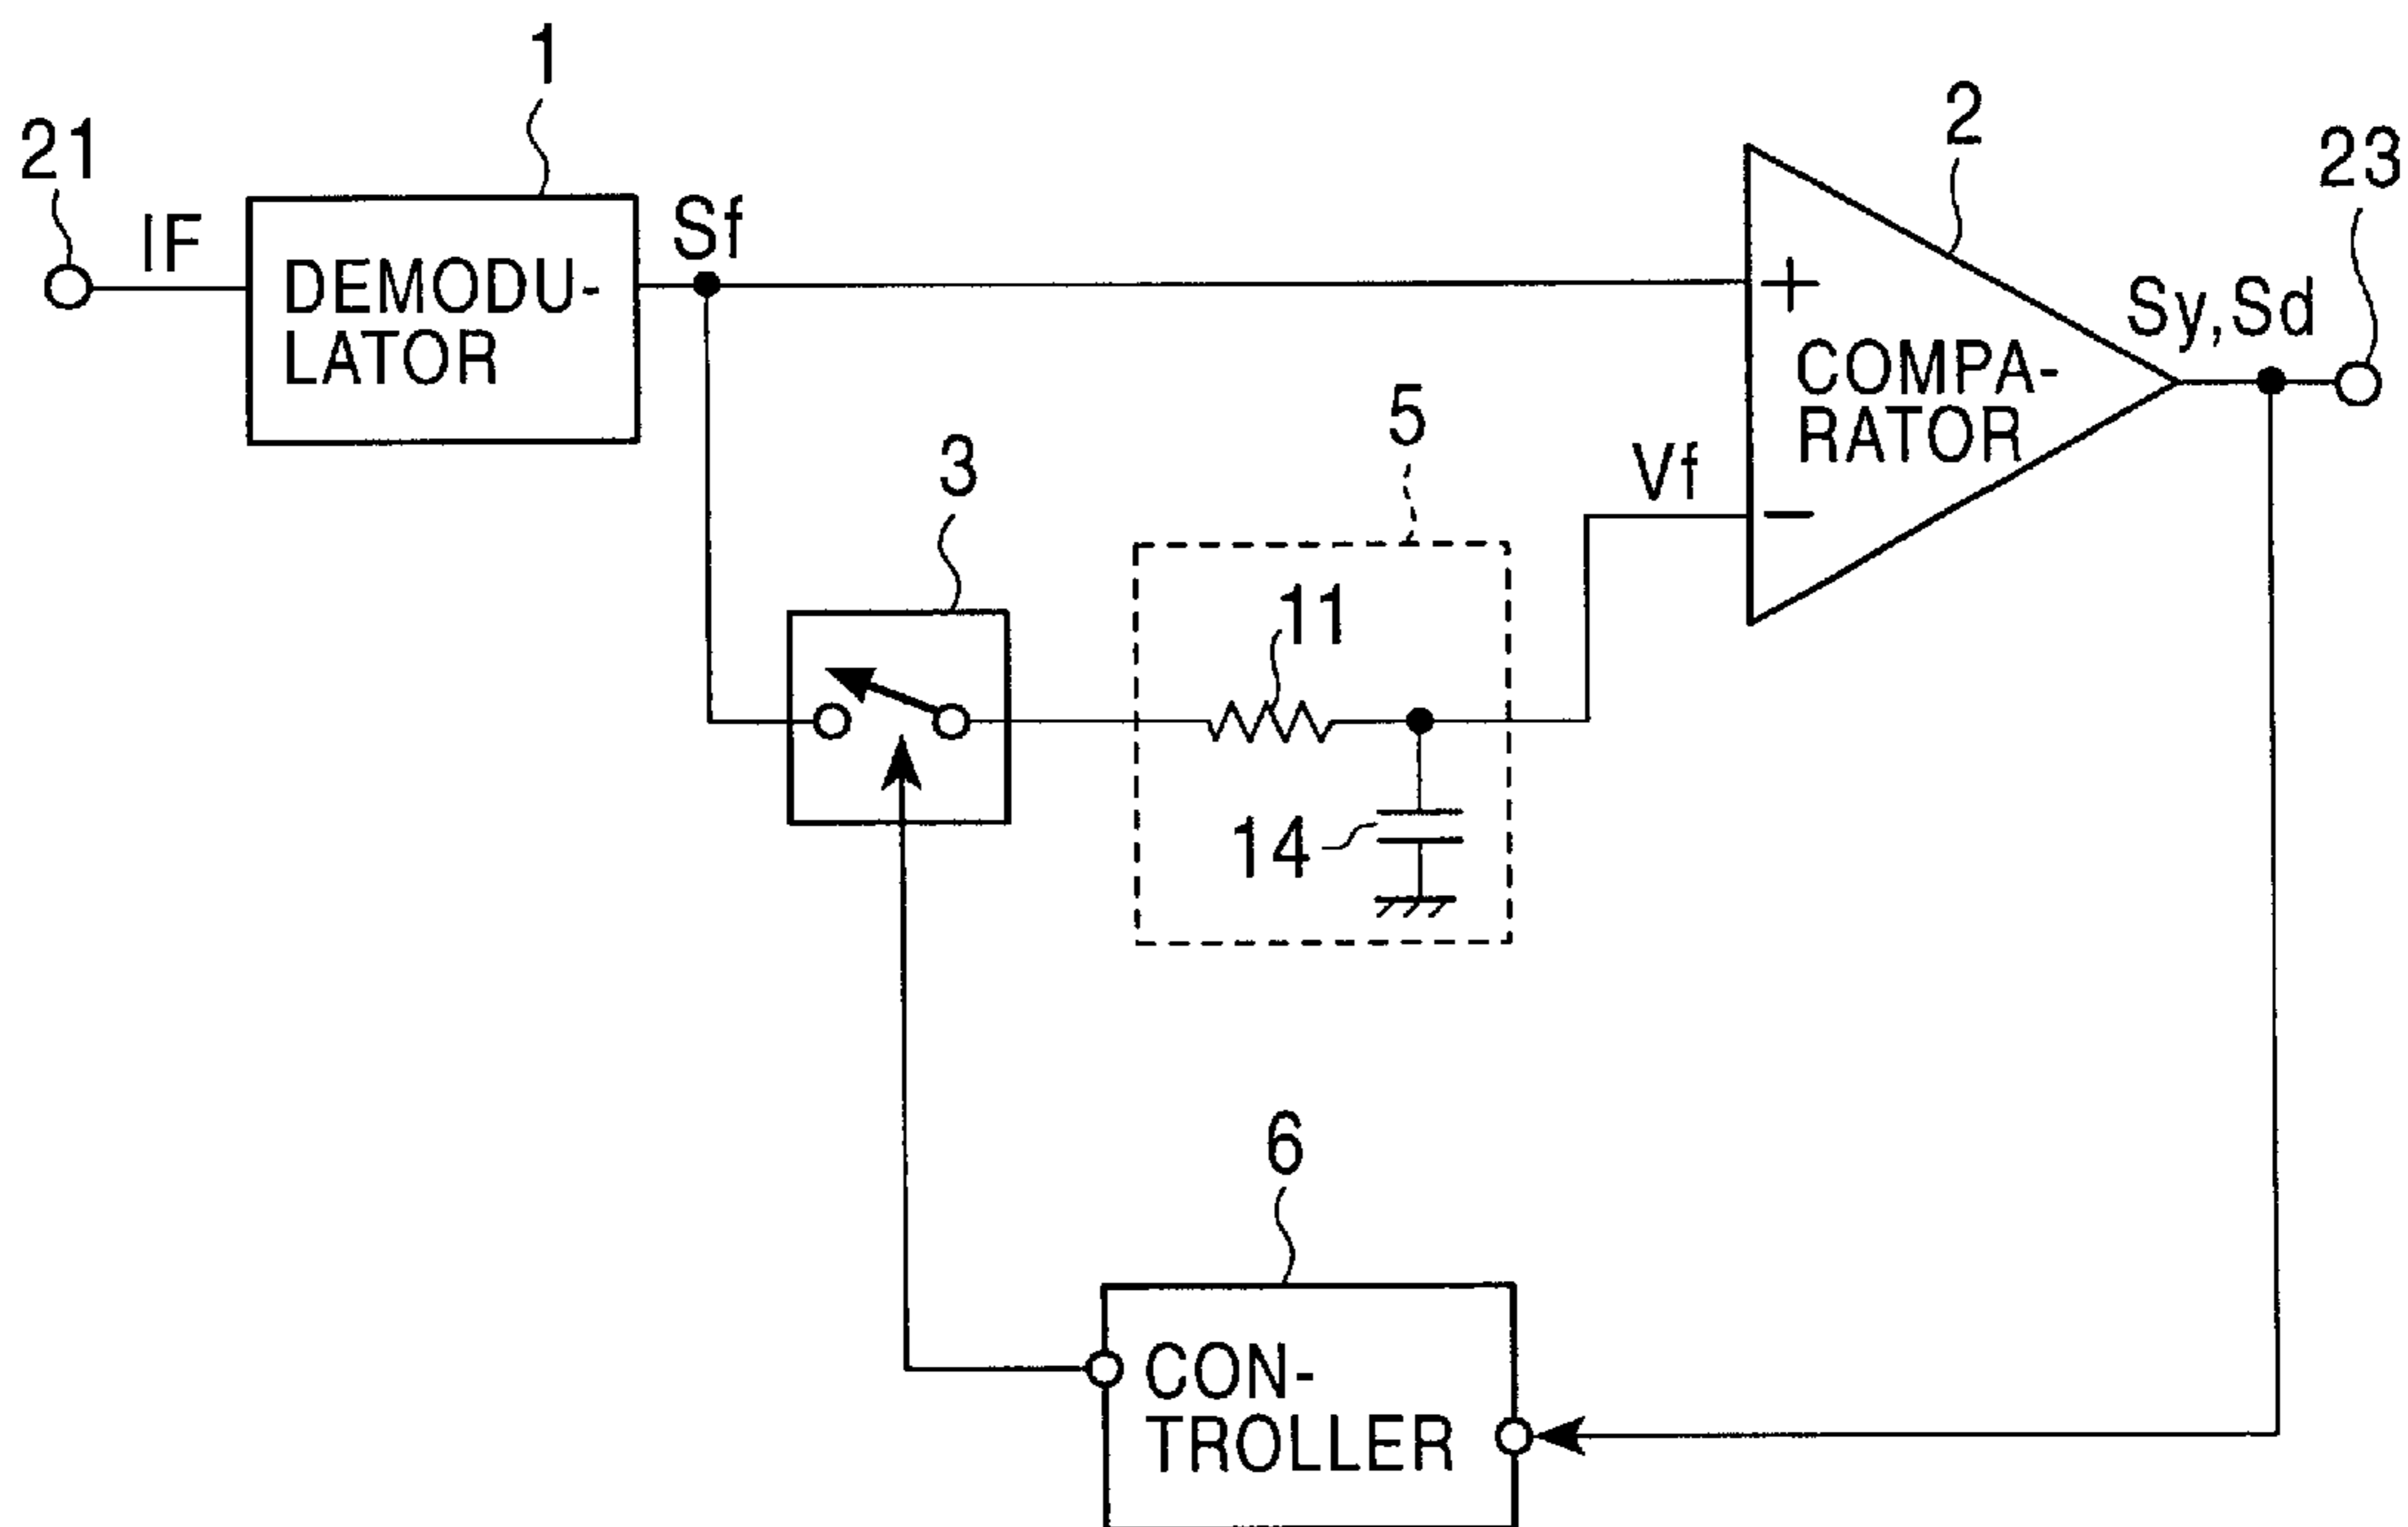 1
21
IF
DEMODU-
LATOR
Sf
2
23
+
COMPA-
RATOR
Sy,Sd
5
Vf
−
3
11
14
6
CON-
TROLLER